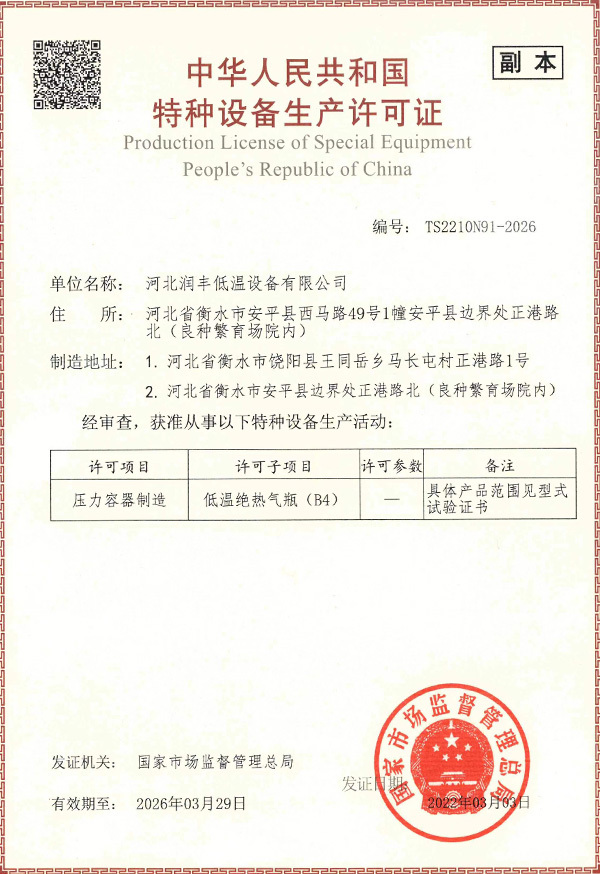 副 本
中华人民共和国
特种设备生产许可证
Production License of Special Equipment
People's Republic of China
编号: TS2210N91-2026
单位名称: 河北润丰低温设备有限公司
住 所: 河北省衡水市安平县西马路49号1幢安平县边界处正港路
北（良种繁育场院内）
制造地址: 1. 河北省衡水市饶阳县王同岳乡马长屯村正港路1号
2. 河北省衡水市安平县边界处正港路北（良种繁育场院内）
经审查，获准从事以下特种设备生产活动:
许可项目 许可子项目 许可参数 备注
压力容器制造 低温绝热气瓶（B4） — 具体产品范围见型式
试验证书
国家市场监督管理总局
发证机关: 国家市场监督管理总局
发证日期: 2022年03月03日
有效期至: 2026年03月29日